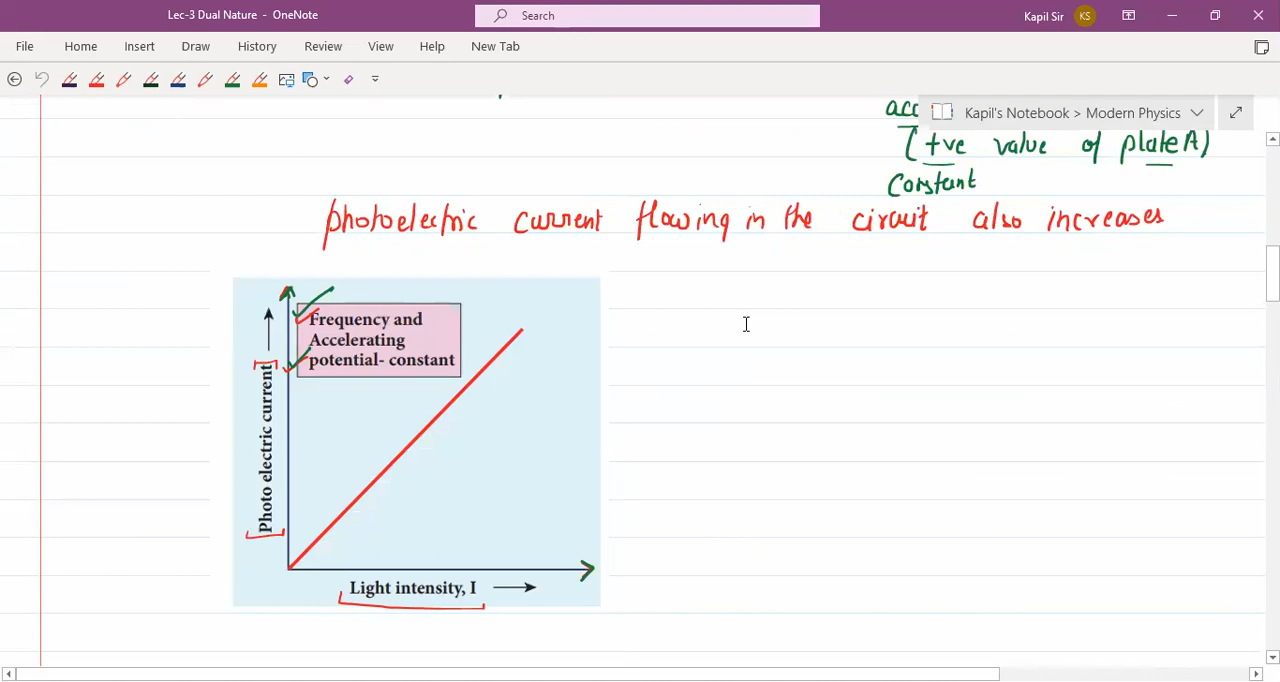 Lec-3 Dual Nature - OneNote
Search
Kapil Sir
KS
File Home Insert Draw History Review View Help New Tab
Kapil's Notebook > Modern Physics
(+ve value of plate A)
Constant
photoelectric current flowing in the circuit also increases
Frequency and
Accelerating
potential- constant
Photo electric current
Light intensity, I